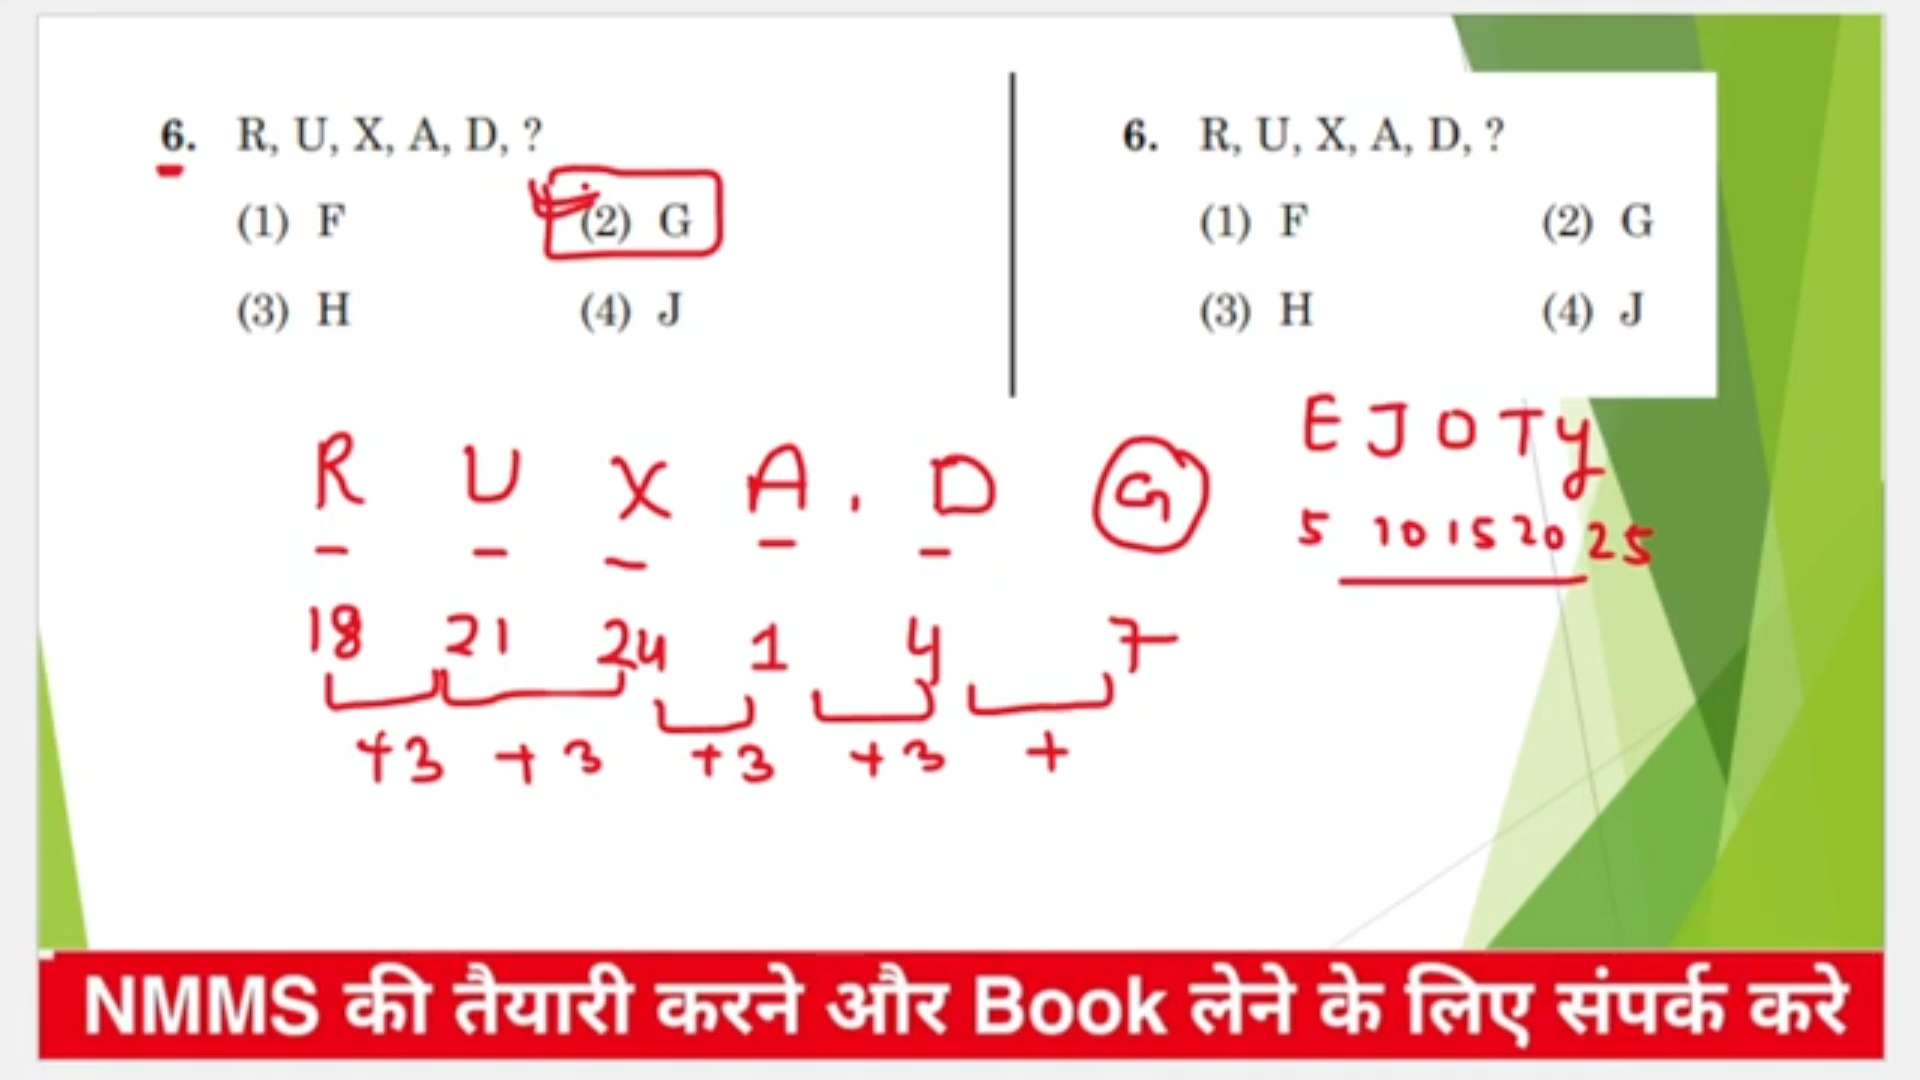 6. R, U, X, A, D, ?
(1) F (2) G
(3) H (4) J
6. R, U, X, A, D, ?
(1) F (2) G
(3) H (4) J
E J O T y
5 10 15 20 25
R U X A . D G
18 21 24 1 4 7
+3 +3 +3 +3 +
NMMS की तैयारी करने और Book लेने के लिए संपर्क करे